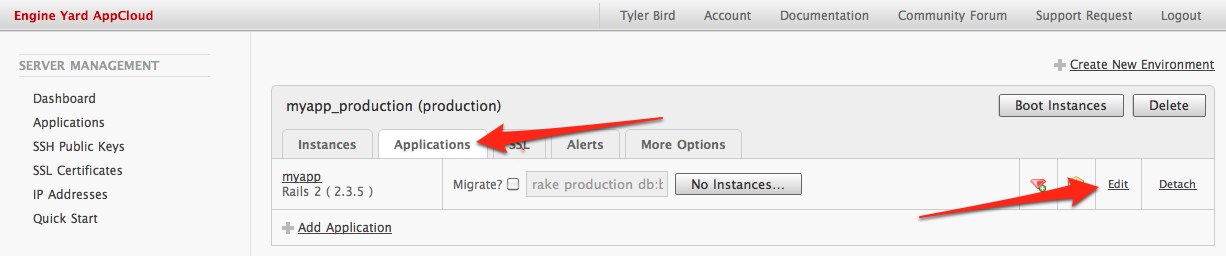 Engine Yard AppCloud
Tyler Bird Account Documentation Community Forum Support Request Logout
SERVER MANAGEMENT
Dashboard
Applications
SSH Public Keys
SSL Certificates
IP Addresses
Quick Start
Create New Environment
myapp_production (production)
Boot Instances Delete
Instances Applications SSL Alerts More Options
myapp
Rails 2 ( 2.3.5 )
Migrate? rake production db:b No Instances... Edit Detach
Add Application